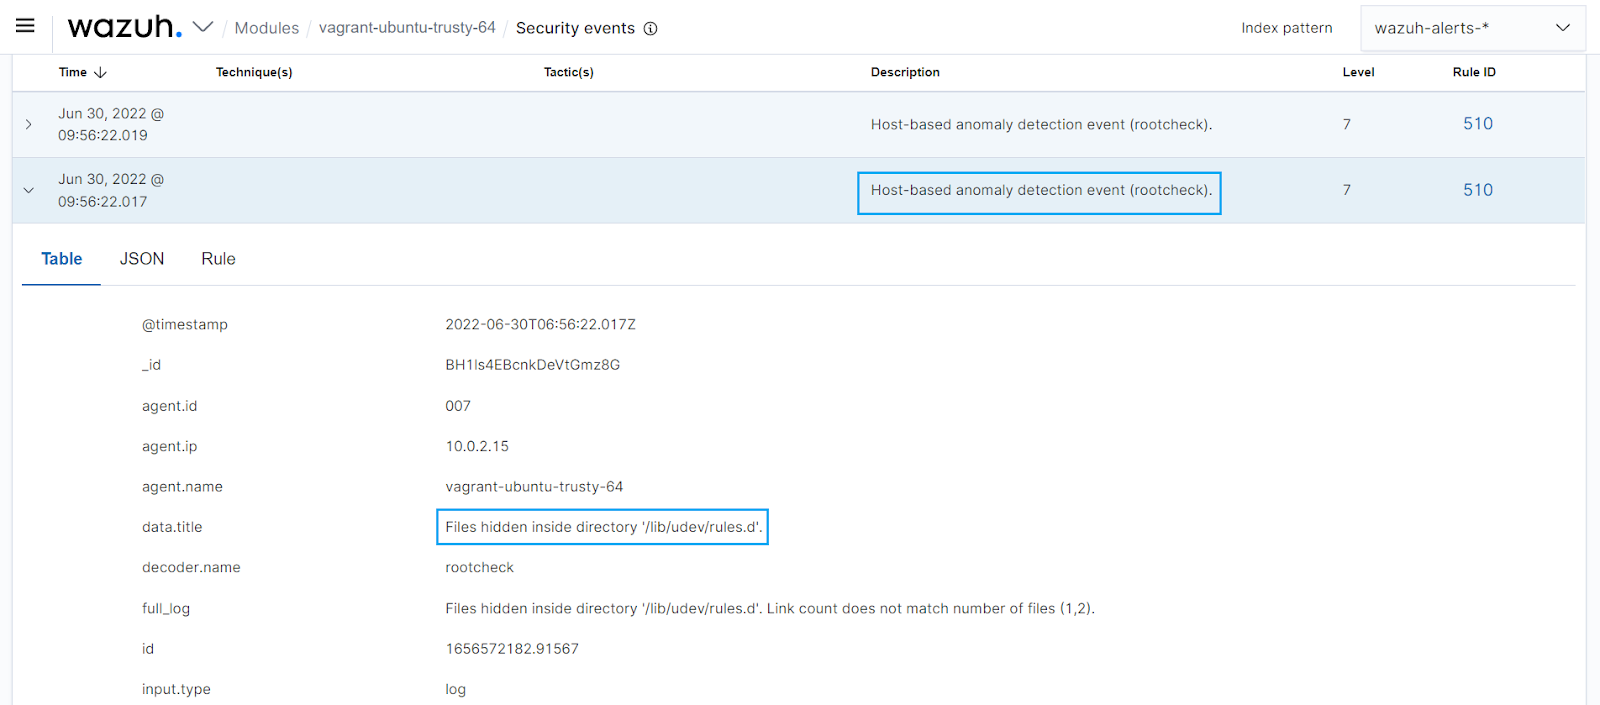 wazuh. / Modules / vagrant-ubuntu-trusty-64 / Security events Index pattern wazuh-alerts-*
Time Technique(s) Tactic(s) Description Level Rule ID
Jun 30, 2022 @
09:56:22.019 Host-based anomaly detection event (rootcheck). 7 510
Jun 30, 2022 @
09:56:22.017 Host-based anomaly detection event (rootcheck). 7 510
Table JSON Rule
@timestamp 2022-06-30T06:56:22.017Z
_id BH1ls4EBcnkDeVtGmz8G
agent.id 007
agent.ip 10.0.2.15
agent.name vagrant-ubuntu-trusty-64
data.title Files hidden inside directory '/lib/udev/rules.d'.
decoder.name rootcheck
full_log Files hidden inside directory '/lib/udev/rules.d'. Link count does not match number of files (1,2).
id 1656572182.91567
input.type log